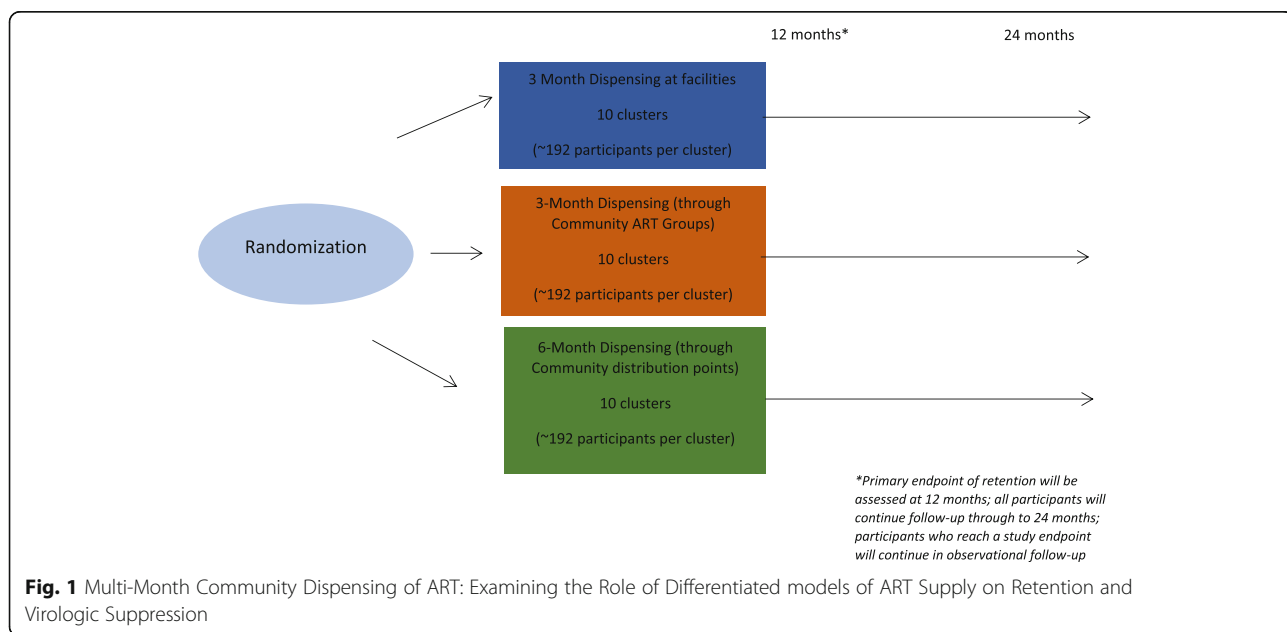 12 months*
24 months
3 Month Dispensing at facilities
10 clusters
(~192 participants per cluster)
Randomization
3-Month Dispensing (through
Community ART Groups)
10 clusters
(~192 participants per cluster)
6-Month Dispensing (through
Community distribution points)
10 clusters
(~192 participants per cluster)
*Primary endpoint of retention will be
assessed at 12 months; all participants will
continue follow-up through to 24 months;
participants who reach a study endpoint
will continue in observational follow-up
Fig. 1 Multi-Month Community Dispensing of ART: Examining the Role of Differentiated models of ART Supply on Retention and
Virologic Suppression